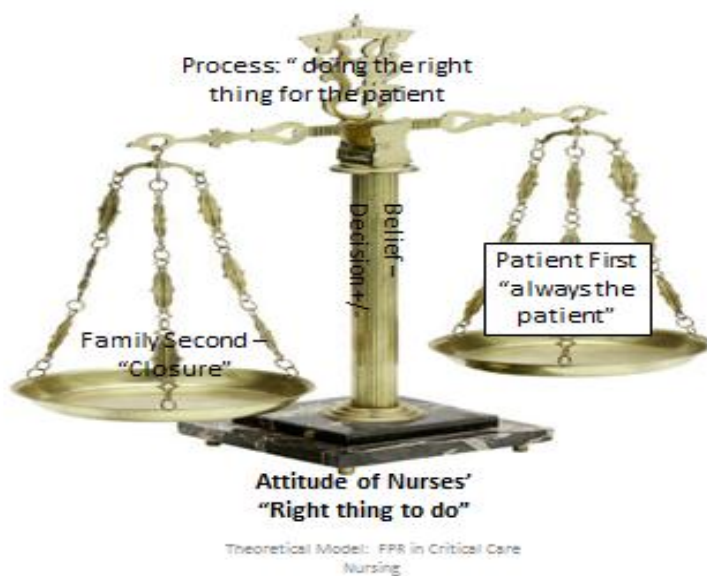 Process: “ doing the right
thing for the patient
Belief –
Decision +/
Patient First
“always the
patient”
Family Second –
“Closure”
Attitude of Nurses’
“Right thing to do”
Theoretical Model: FPR in Critical Care
Nursing